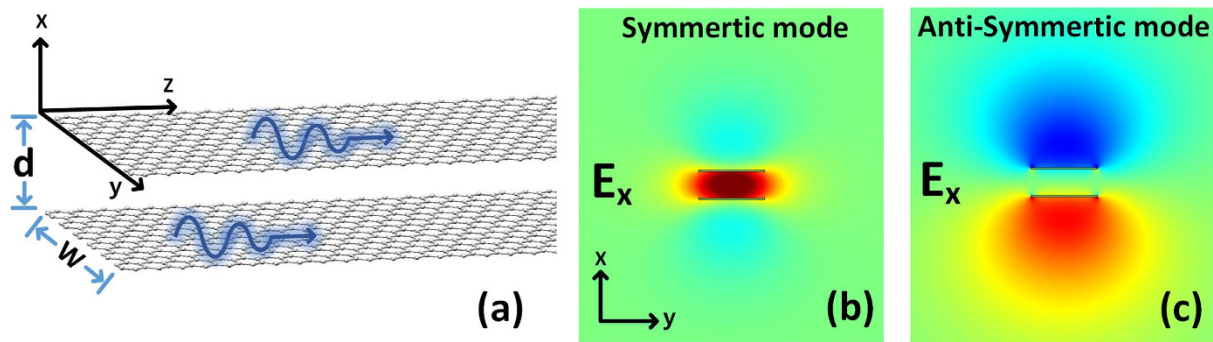 x
z
d
y
W
(a)
Symmertic mode
Ex
x
y
(b)
Anti-Symmertic mode
Ex
(c)